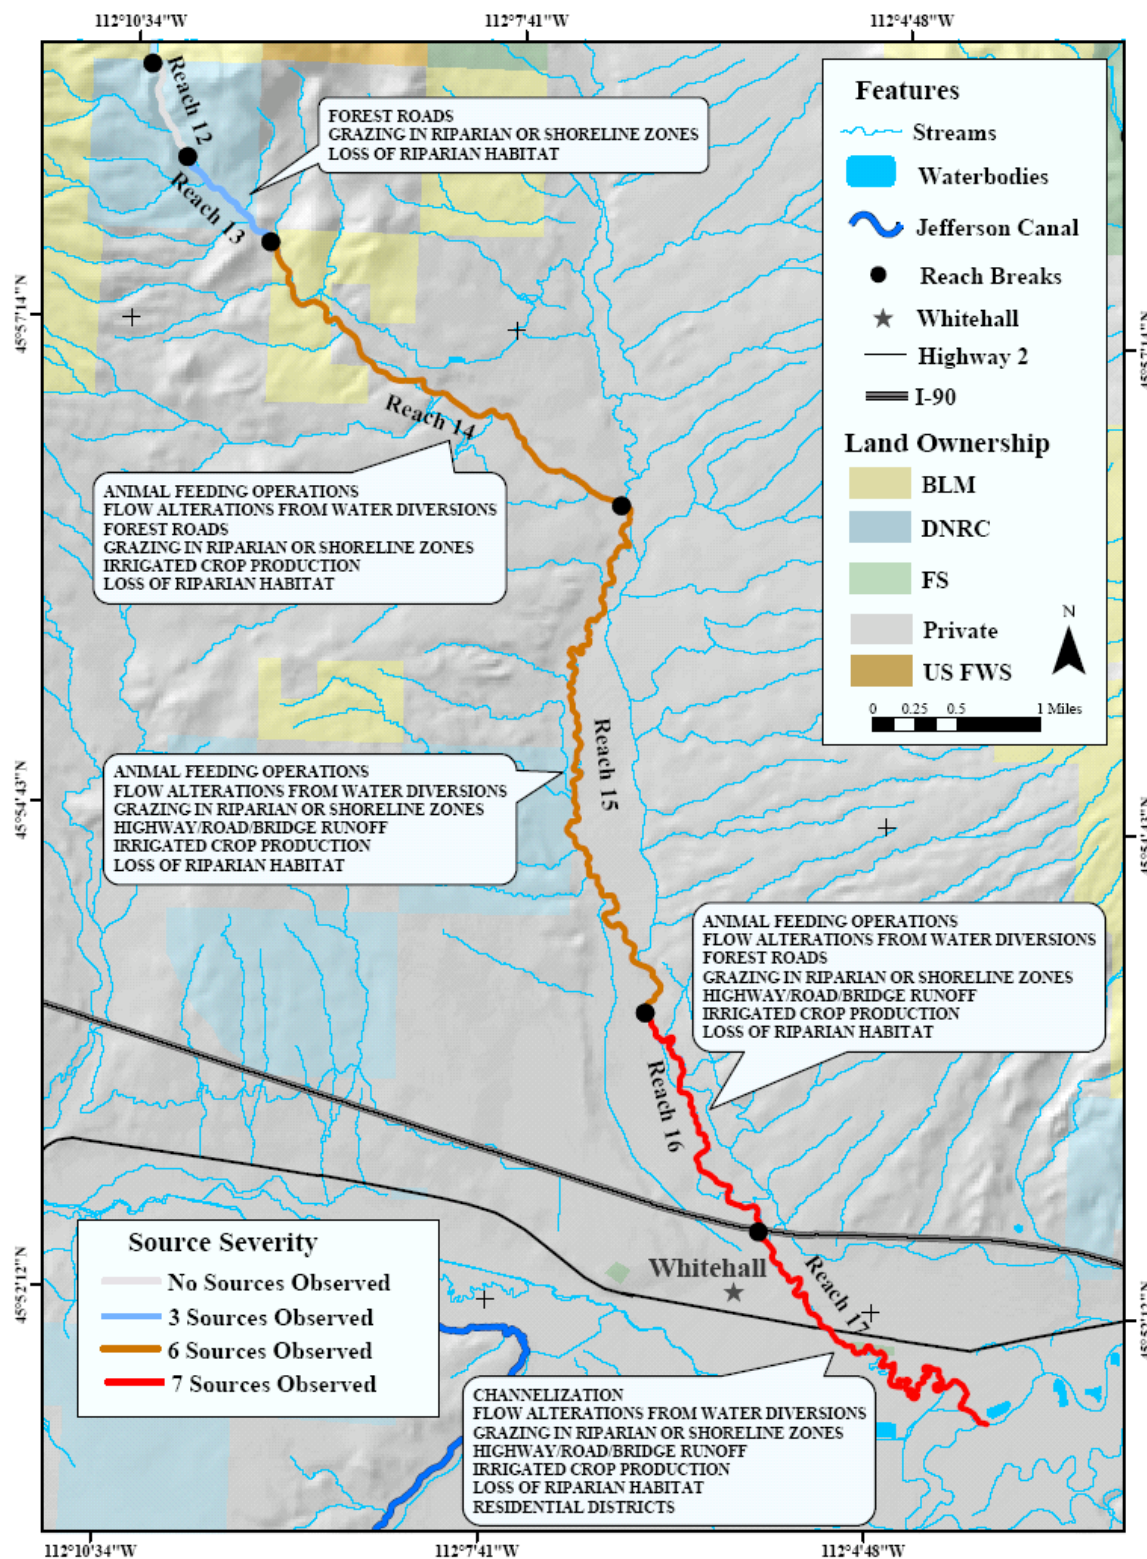 112°10'34"W
112°7'41"W
112°4'48"W
Reach 12
FOREST ROADS
GRAZING IN RIPARIAN OR SHORELINE ZONES
LOSS OF RIPARIAN HABITAT
Reach 13
Features
Streams
Waterbodies
Jefferson Canal
Reach Breaks
Whitehall
Highway 2
I-90
Land Ownership
BLM
DNRC
FS
Private
US FWS
N
0 0.25 0.5 1 Miles
45°57'14"N
45°57'14"N
Reach 14
ANIMAL FEEDING OPERATIONS
FLOW ALTERATIONS FROM WATER DIVERSIONS
FOREST ROADS
GRAZING IN RIPARIAN OR SHORELINE ZONES
IRRIGATED CROP PRODUCTION
LOSS OF RIPARIAN HABITAT
Reach 15
ANIMAL FEEDING OPERATIONS
FLOW ALTERATIONS FROM WATER DIVERSIONS
GRAZING IN RIPARIAN OR SHORELINE ZONES
HIGHWAY/ROAD/BRIDGE RUNOFF
IRRIGATED CROP PRODUCTION
LOSS OF RIPARIAN HABITAT
45°54'43"N
45°54'43"N
ANIMAL FEEDING OPERATIONS
FLOW ALTERATIONS FROM WATER DIVERSIONS
FOREST ROADS
GRAZING IN RIPARIAN OR SHORELINE ZONES
HIGHWAY/ROAD/BRIDGE RUNOFF
IRRIGATED CROP PRODUCTION
LOSS OF RIPARIAN HABITAT
Reach 16
Source Severity
No Sources Observed
3 Sources Observed
6 Sources Observed
7 Sources Observed
Whitehall
Reach 17
45°52'12"N
45°52'12"N
CHANNELIZATION
FLOW ALTERATIONS FROM WATER DIVERSIONS
GRAZING IN RIPARIAN OR SHORELINE ZONES
HIGHWAY/ROAD/BRIDGE RUNOFF
IRRIGATED CROP PRODUCTION
LOSS OF RIPARIAN HABITAT
RESIDENTIAL DISTRICTS
112°10'34"W
112°7'41"W
112°4'48"W